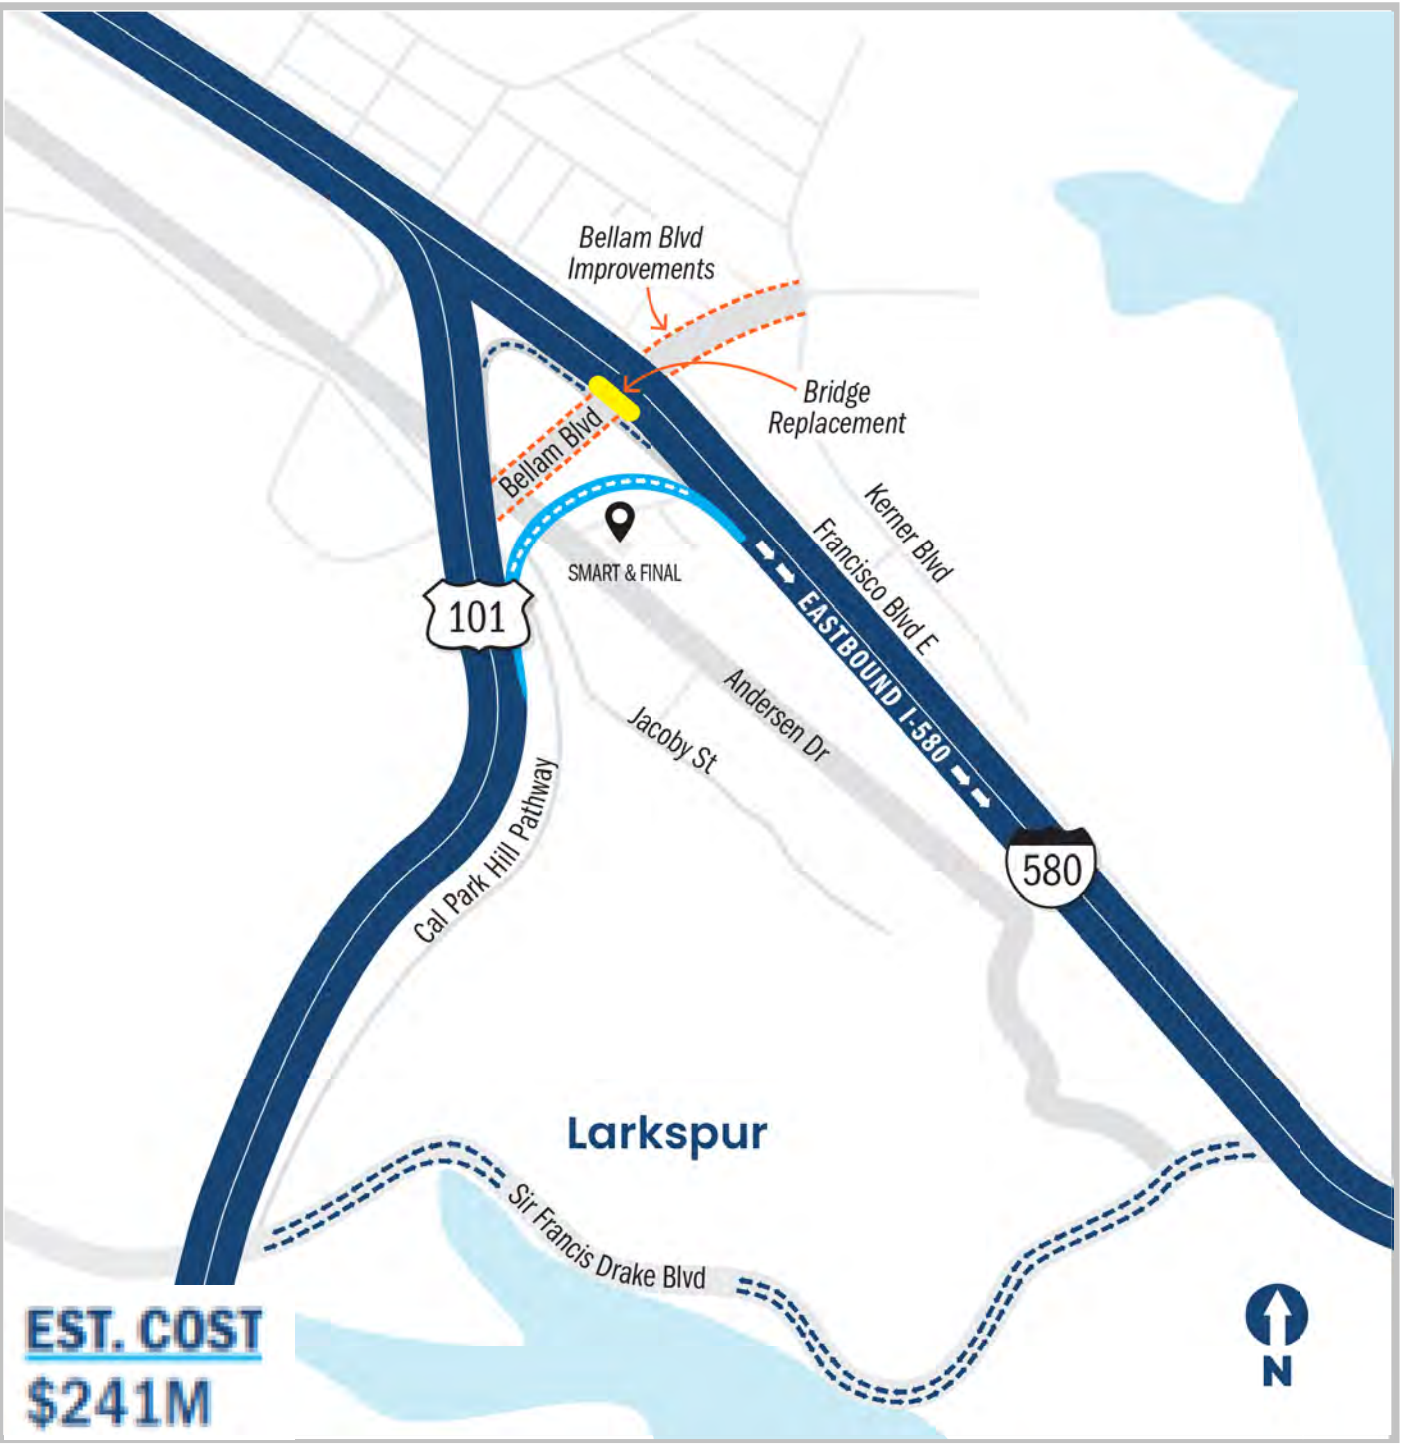 Bellam Blvd
Improvements
Bridge
Replacement
Bellam Blvd
Kerner Blvd
Francisco Blvd E
SMART & FINAL
101
EASTBOUND I-580
Andersen Dr
Jacoby St
Cal Park Hill Pathway
580
Larkspur
Sir Francis Drake Blvd
EST. COST
$241M
N